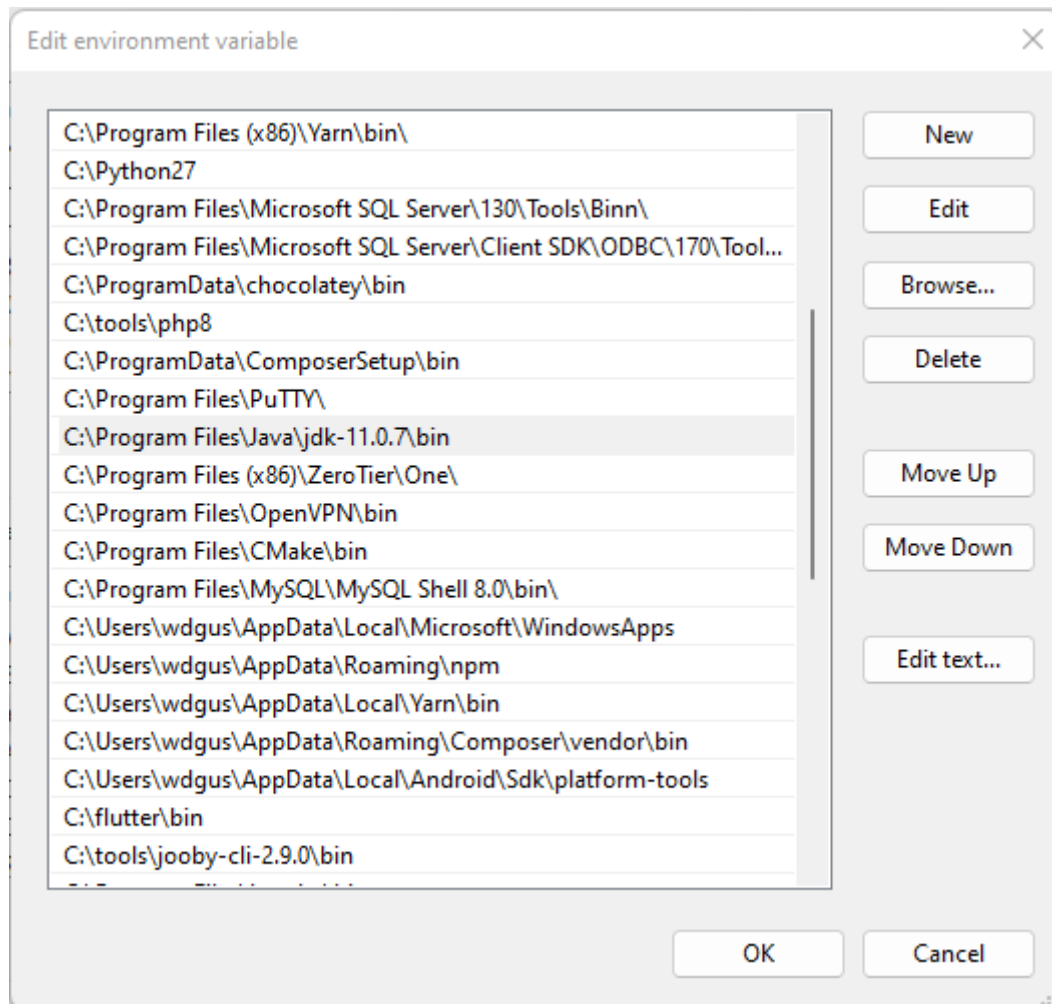 Edit environment variable
C:\Program Files (x86)\Yarn\bin\
C:\Python27
C:\Program Files\Microsoft SQL Server\130\Tools\Binn\
C:\Program Files\Microsoft SQL Server\Client SDK\ODBC\170\Tool...
C:\ProgramData\chocolatey\bin
C:\tools\php8
C:\ProgramData\ComposerSetup\bin
C:\Program Files\PuTTY\
C:\Program Files\Java\jdk-11.0.7\bin
C:\Program Files (x86)\ZeroTier\One\
C:\Program Files\OpenVPN\bin
C:\Program Files\CMake\bin
C:\Program Files\MySQL\MySQL Shell 8.0\bin\
C:\Users\wdgus\AppData\Local\Microsoft\WindowsApps
C:\Users\wdgus\AppData\Roaming\npm
C:\Users\wdgus\AppData\Local\Yarn\bin
C:\Users\wdgus\AppData\Roaming\Composer\vendor\bin
C:\Users\wdgus\AppData\Local\Android\Sdk\platform-tools
C:\flutter\bin
C:\tools\jooby-cli-2.9.0\bin
New
Edit
Browse...
Delete
Move Up
Move Down
Edit text...
OK
Cancel